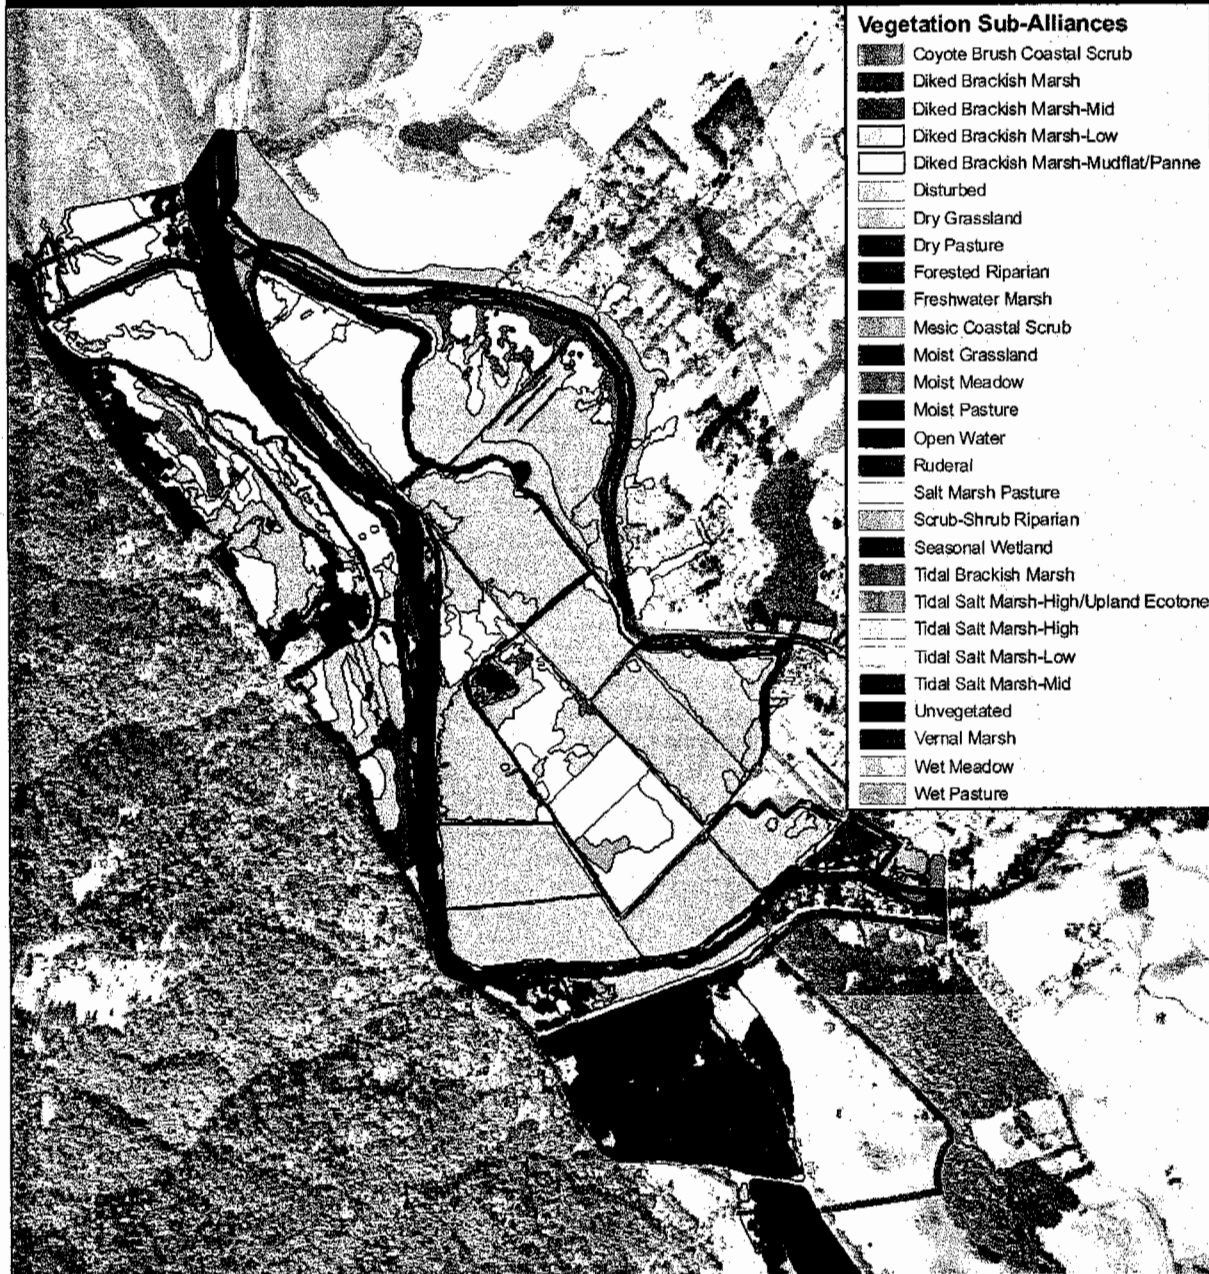 Vegetation Sub-Alliances
Coyote Brush Coastal Scrub
Diked Brackish Marsh
Diked Brackish Marsh-Mid
Diked Brackish Marsh-Low
Diked Brackish Marsh-Mudflat/Panne
Disturbed
Dry Grassland
Dry Pasture
Forested Riparian
Freshwater Marsh
Mesic Coastal Scrub
Moist Grassland
Moist Meadow
Moist Pasture
Open Water
Ruderal
Salt Marsh Pasture
Scrub-Shrub Riparian
Seasonal Wetland
Tidal Brackish Marsh
Tidal Salt Marsh-High/Upland Ecotone
Tidal Salt Marsh-High
Tidal Salt Marsh-Low
Tidal Salt Marsh-Mid
Unvegetated
Vernal Marsh
Wet Meadow
Wet Pasture